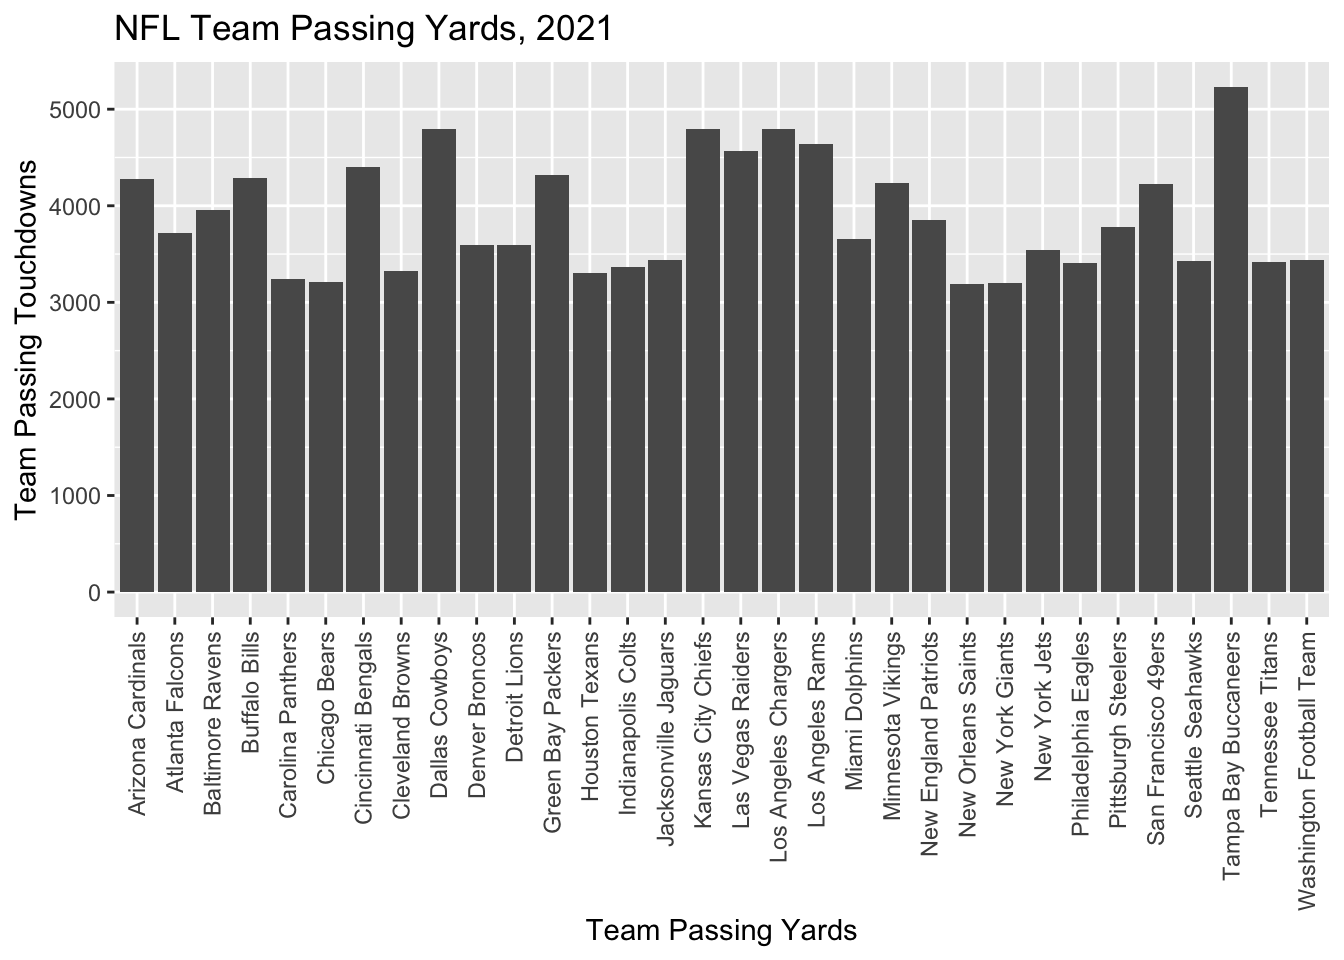 NFL Team Passing Yards, 2021
Team Passing Touchdowns
5000
4000
3000
2000
1000
0
Arizona Cardinals
Atlanta Falcons
Baltimore Ravens
Buffalo Bills
Carolina Panthers
Chicago Bears
Cincinnati Bengals
Cleveland Browns
Dallas Cowboys
Denver Broncos
Detroit Lions
Green Bay Packers
Houston Texans
Indianapolis Colts
Jacksonville Jaguars
Kansas City Chiefs
Las Vegas Raiders
Los Angeles Chargers
Los Angeles Rams
Miami Dolphins
Minnesota Vikings
New England Patriots
New Orleans Saints
New York Giants
New York Jets
Philadelphia Eagles
Pittsburgh Steelers
San Francisco 49ers
Seattle Seahawks
Tampa Bay Buccaneers
Tennessee Titans
Washington Football Team
Team Passing Yards